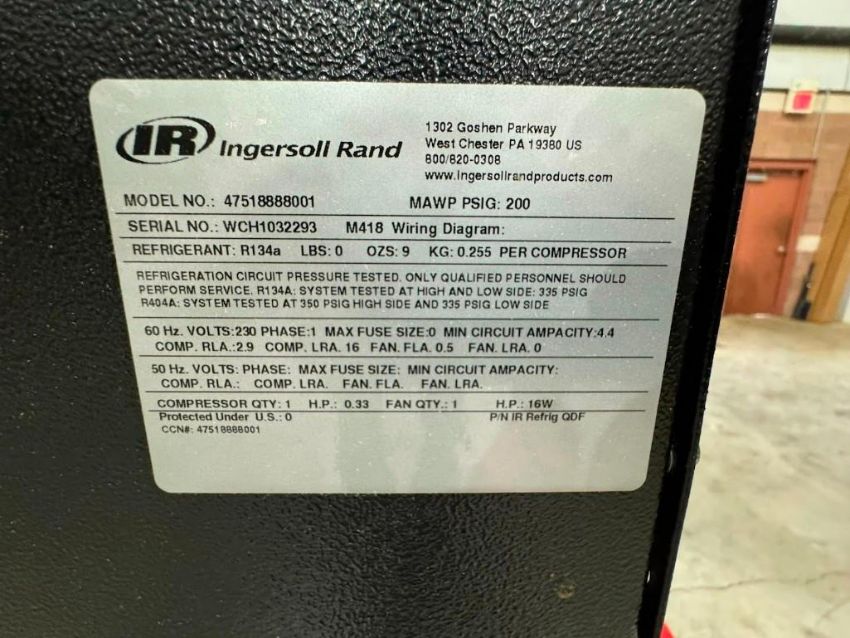 IR Ingersoll Rand
1302 Goshen Parkway
West Chester PA 19380 US
800/820-0308
www.Ingersollrandproducts.com
MODEL NO.: 47518888001 MAWP PSIG: 200
SERIAL NO.: WCH1032293 M418 Wiring Diagram:
REFRIGERANT: R134a LBS: 0 OZS: 9 KG: 0.255 PER COMPRESSOR
REFRIGERATION CIRCUIT PRESSURE TESTED. ONLY QUALIFIED PERSONNEL SHOULD
PERFORM SERVICE. R134A: SYSTEM TESTED AT HIGH AND LOW SIDE: 335 PSIG
R404A: SYSTEM TESTED AT 350 PSIG HIGH SIDE AND 335 PSIG LOW SIDE
60 Hz. VOLTS:230 PHASE:1 MAX FUSE SIZE:0 MIN CIRCUIT AMPACITY:4.4
COMP. RLA.:2.9 COMP. LRA. 16 FAN. FLA. 0.5 FAN. LRA. 0
50 Hz. VOLTS: PHASE: MAX FUSE SIZE: MIN CIRCUIT AMPACITY:
COMP. RLA.: COMP. LRA. FAN. FLA. FAN. LRA.
COMPRESSOR QTY: 1 H.P.: 0.33 FAN QTY.: 1 H.P.: 16W
Protected Under U.S.: 0 P/N IR Refrig QDF
CCN#: 47518888001